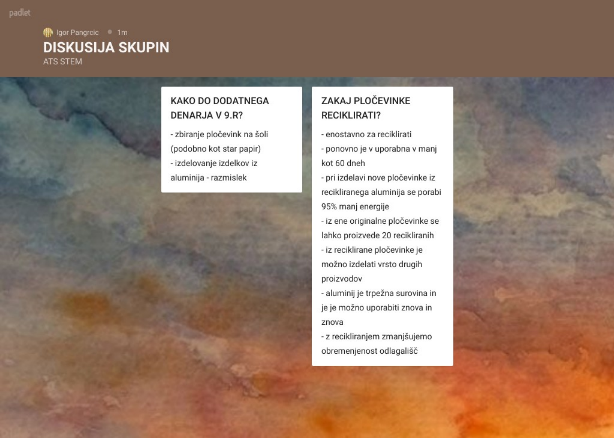 padlet
Igor Pangrcic 1m
DISKUSIJA SKUPIN
ATS STEM
KAKO DO DODATNEGA
DENARJA V 9.R?
- zbiranje pločevink na šoli
(podobno kot star papir)
- izdelovanje izdelkov iz
aluminija - razmislek
ZAKAJ PLOČEVINKE
RECIKLIRATI?
- enostavno za reciklirati
- ponovno je v uporabna v manj
kot 60 dneh
- pri izdelavi nove pločevinke iz
recikliranega aluminija se porabi
95% manj energije
- iz ene originalne pločevinke se
lahko proizvede 20 recikliranih
- iz reciklirane pločevinke je
možno izdelati vrsto drugih
proizvodov
- aluminij je trpežna surovina in
je je možno uporabiti znova in
znova
- z recikliranjem zmanjšujemo
obremenjenost odlagališč